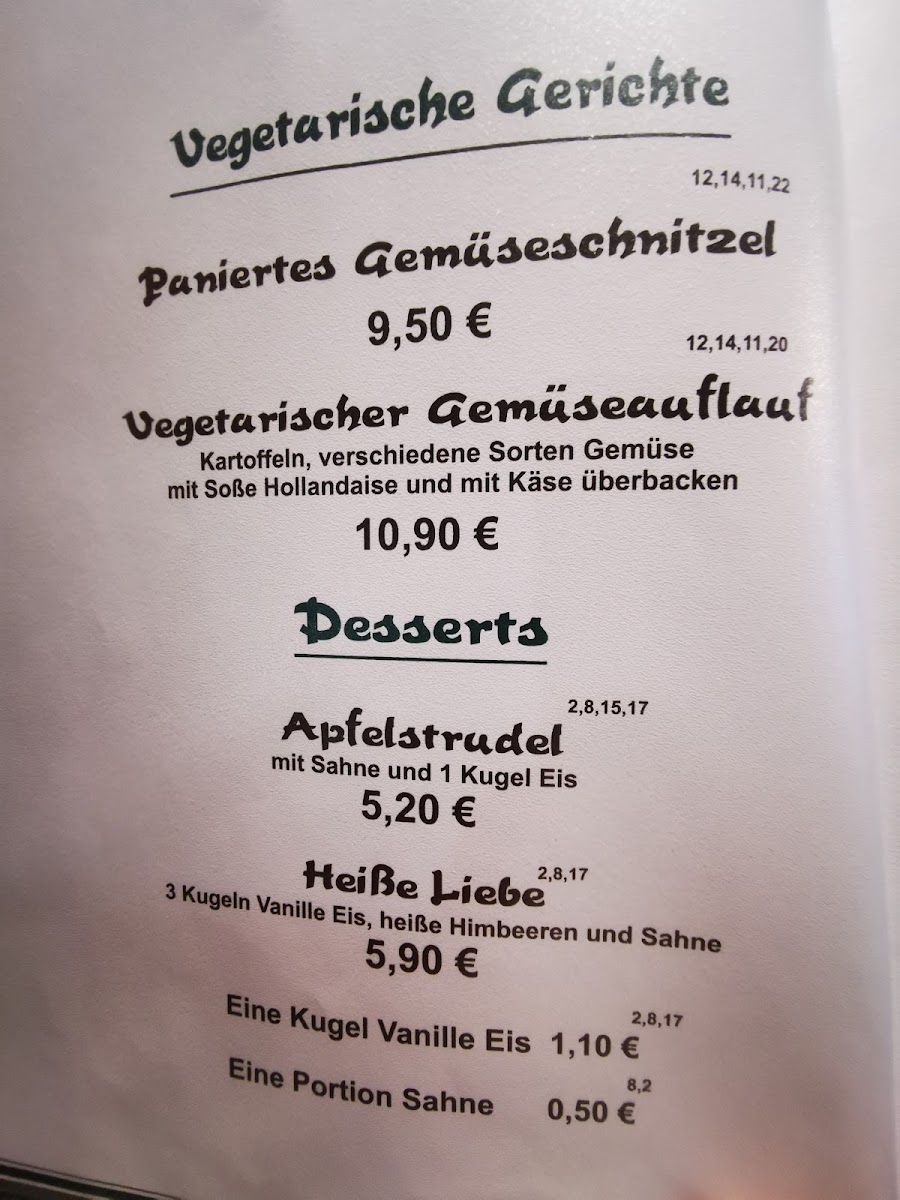 Vegetarische Gerichte
12,14,11,22
Paniertes Gemüseschnitzel
9,50 €
12,14,11,20
Vegetarischer Gemüseauflauf
Kartoffeln, verschiedene Sorten Gemüse
mit Soße Hollandaise und mit Käse überbacken
10,90 €
Desserts
Apfelstrudel 2,8,15,17
mit Sahne und 1 Kugel Eis
5,20 €
Heiße Liebe 2,8,17
3 Kugeln Vanille Eis, heiße Himbeeren und Sahne
5,90 €
2,8,17
Eine Kugel Vanille Eis 1,10 €
8,2
Eine Portion Sahne 0,50 €